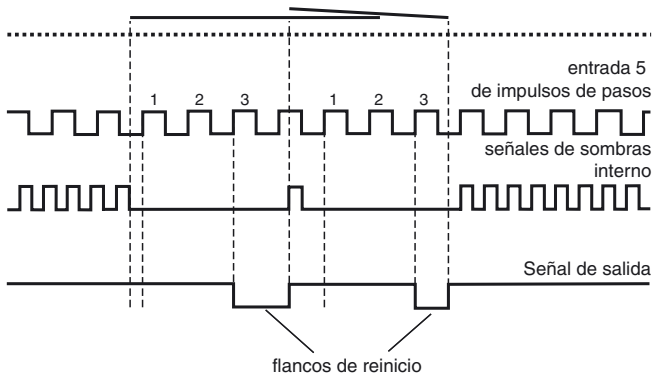 entrada 5
de impulsos de pasos
1 2 3 1 2 3
señales de sombras
interno
Señal de salida
flancos de reinicio